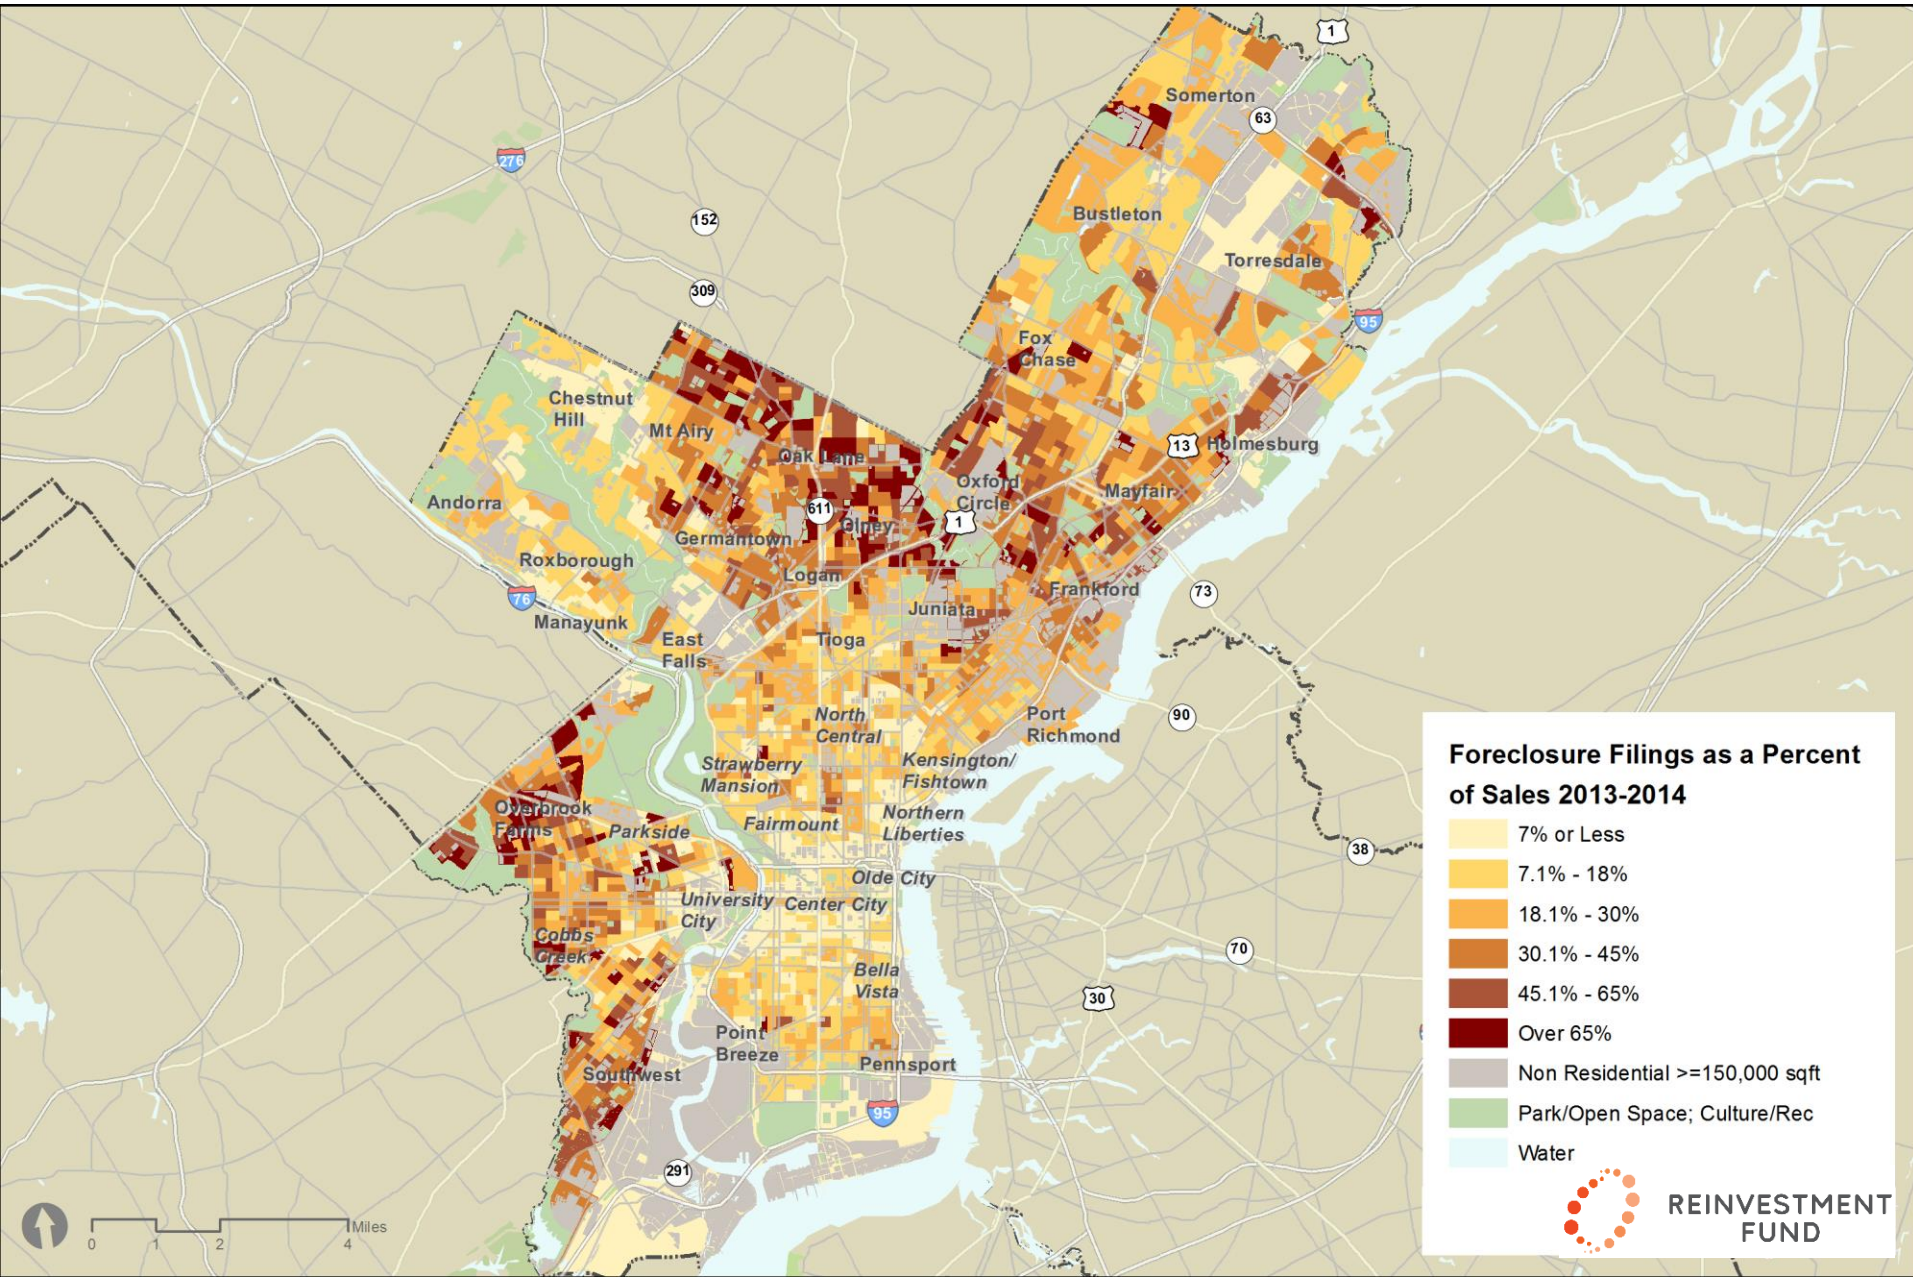 1
Somerton
63
276
152
Bustleton
Torresdale
309
95
Fox
Chase
Chestnut
Hill
Mt Airy
13
Holmesburg
Oak Lane
Oxford
Circle
Mayfair
Andorra
611
Olney
1
Germantown
Roxborough
Logan
Frankford
73
76
Juniata
Manayunk
East
Falls
Tioga
North
Central
Port
Richmond
90
Strawberry
Mansion
Kensington/
Fishtown
Overbrook
Farms
Parkside
Fairmount
Northern
Liberties
38
Olde City
University
City
Center City
Cobbs
Creek
70
Bella
Vista
30
Point
Breeze
Pennsport
Southwest
95
291
Foreclosure Filings as a Percent
of Sales 2013-2014
7% or Less
7.1% - 18%
18.1% - 30%
30.1% - 45%
45.1% - 65%
Over 65%
Non Residential >=150,000 sqft
Park/Open Space; Culture/Rec
Water
REINVESTMENT
FUND
Miles
0 1 2 4